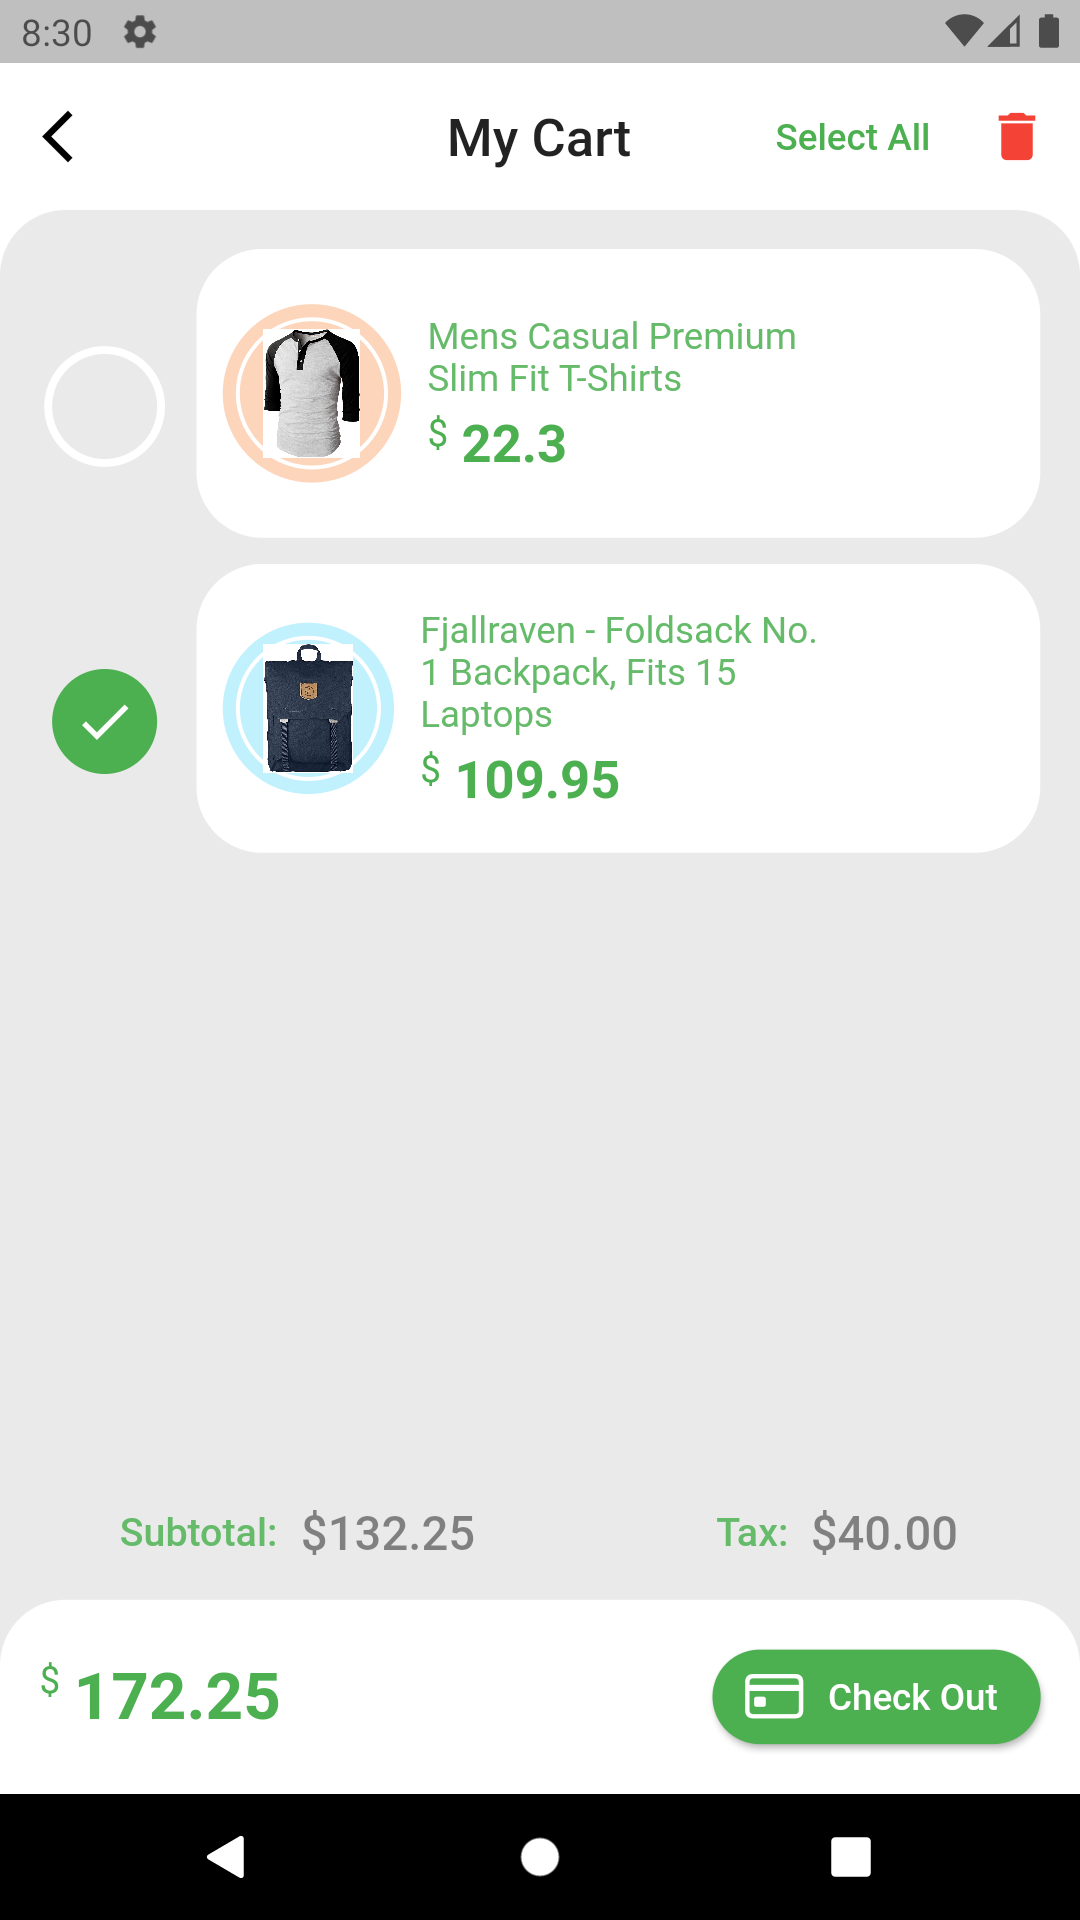 8:30
My Cart
Select All
Mens Casual Premium
Slim Fit T-Shirts
$ 22.3
Fjallraven - Foldsack No.
1 Backpack, Fits 15
Laptops
$ 109.95
Subtotal: $132.25
Tax: $40.00
$ 172.25
Check Out